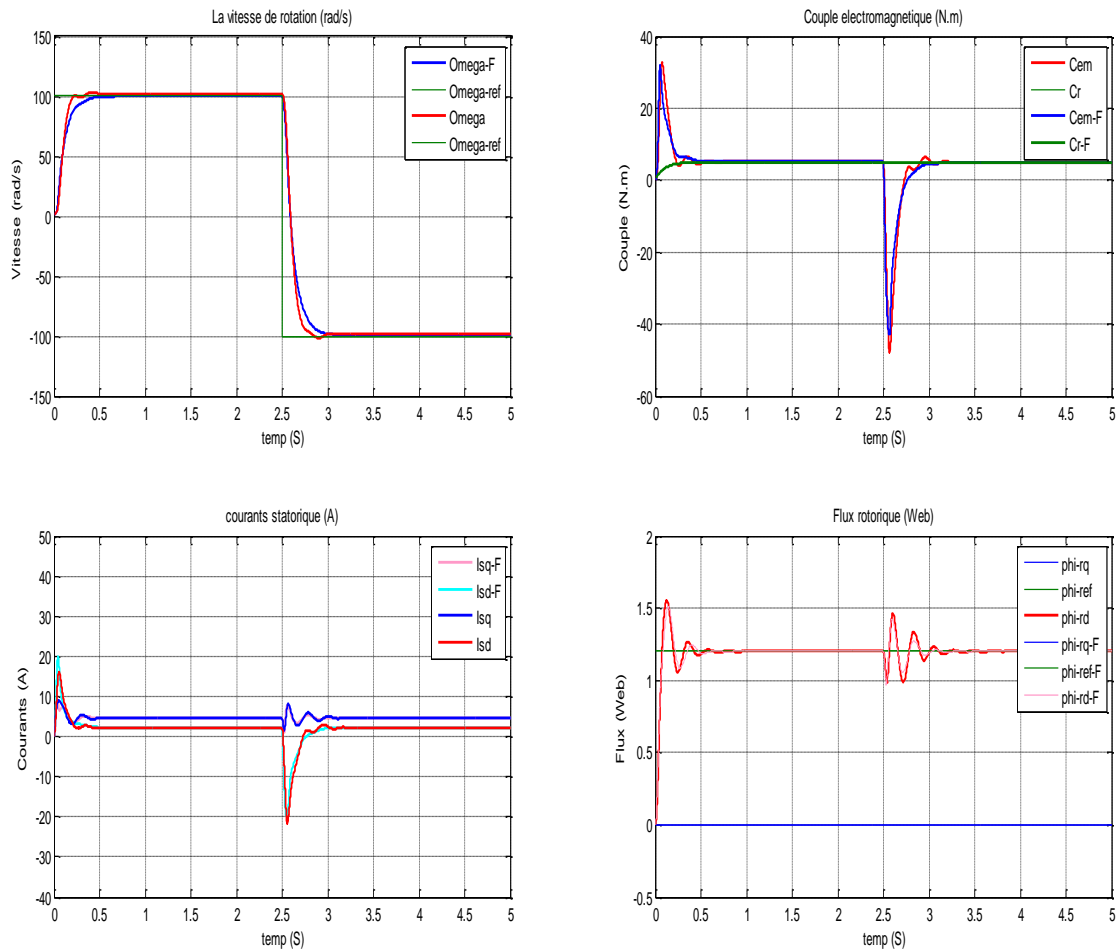 La vitesse de rotation (rad/s)
150
100
50
0
-50
-100
-150
Vitesse (rad/s)
0 0.5 1 1.5 2 2.5 3 3.5 4 4.5 5
temp (S)
Omega-F
Omega-ref
Omega
Omega-ref
Couple electromagnetique (N.m)
40
20
0
-20
-40
-60
Couple (N.m)
0 0.5 1 1.5 2 2.5 3 3.5 4 4.5 5
temp (S)
Cem
Cr
Cem-F
Cr-F
courants statorique (A)
50
40
30
20
10
0
-10
-20
-30
-40
Courants (A)
0 0.5 1 1.5 2 2.5 3 3.5 4 4.5 5
temp (S)
Isq-F
Isd-F
Isq
Isd
Flux rotorique (Web)
2
1.5
1
0.5
0
-0.5
Flux (Web)
0 0.5 1 1.5 2 2.5 3 3.5 4 4.5 5
temp (S)
phi-rq
phi-ref
phi-rd
phi-rq-F
phi-ref-F
phi-rd-F